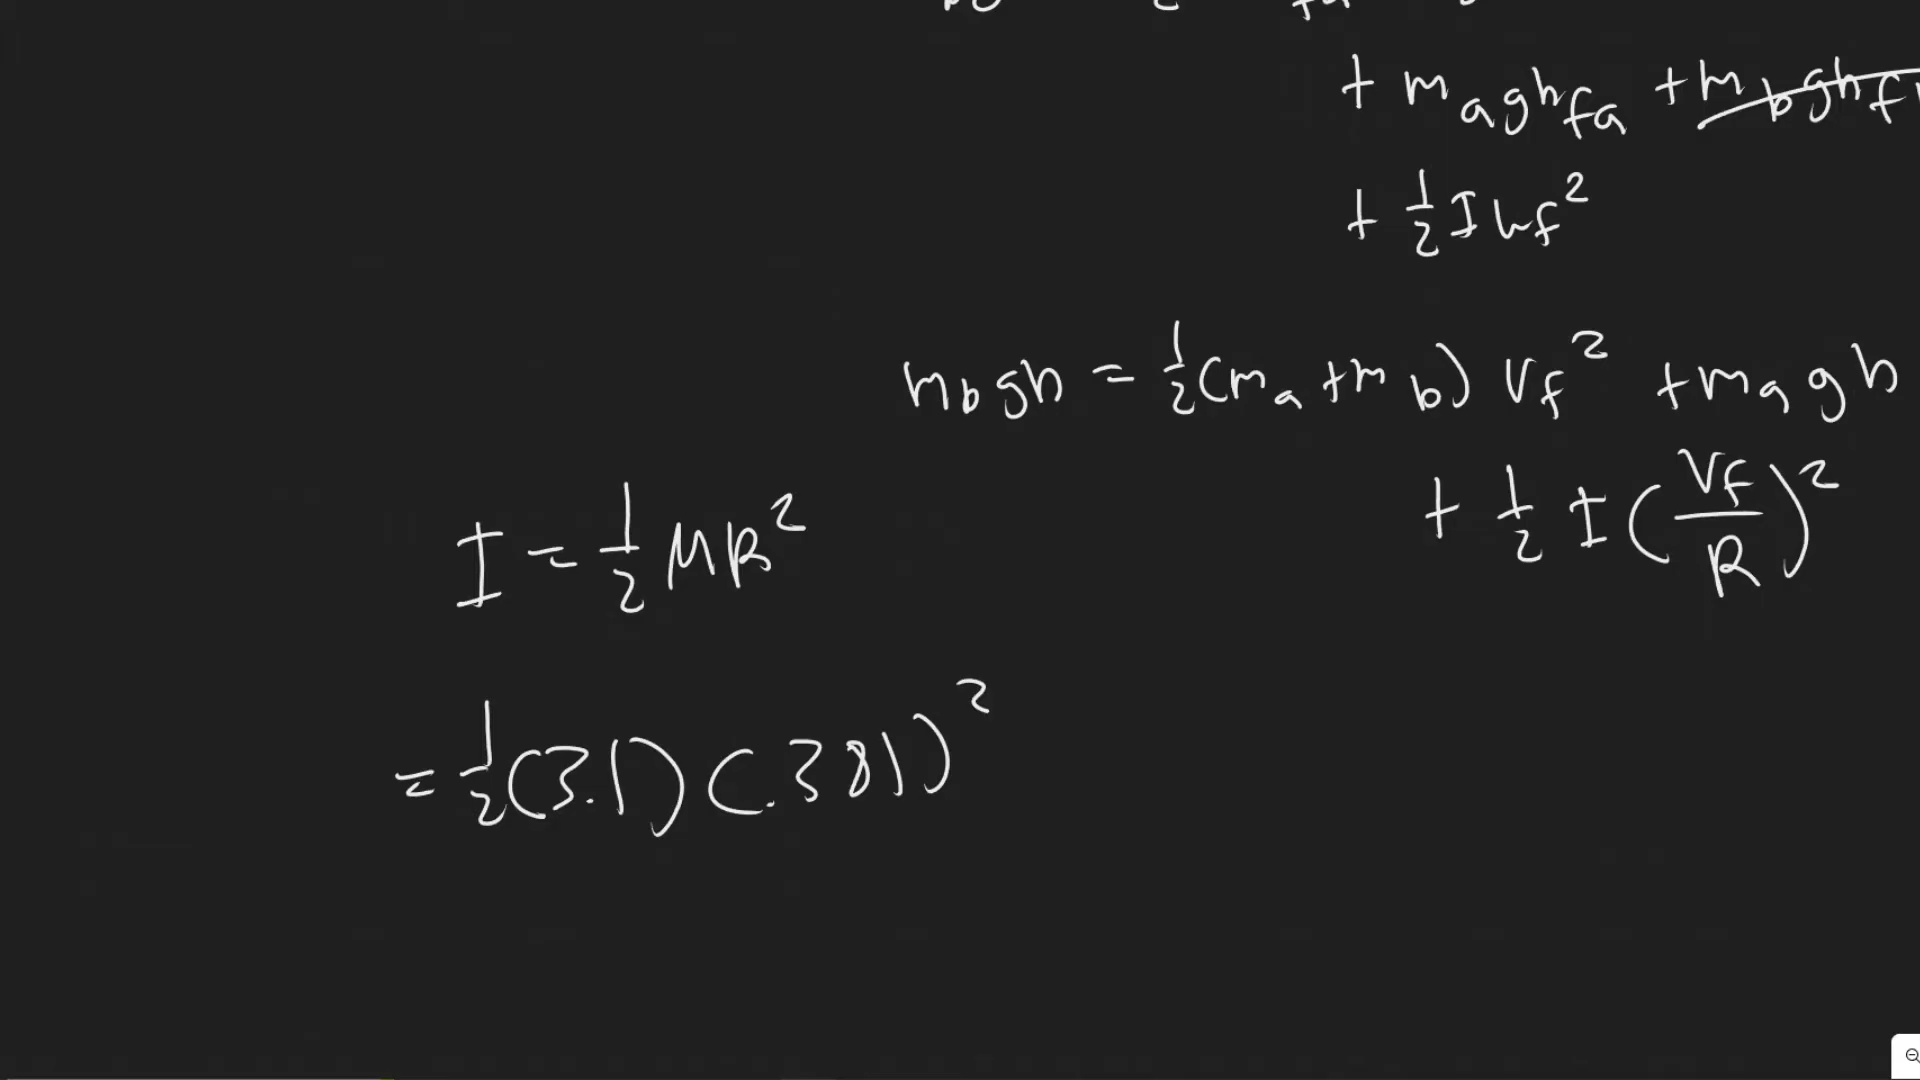 + m_a g h_fa + m_b g h_f
+ 1/2 I ω_f²
m_b g h = 1/2 (m_a + m_b) v_f² + m_a g h
+ 1/2 I (v_f / R)²
I = 1/2 M R²
= 1/2 (3.1) (.381)²